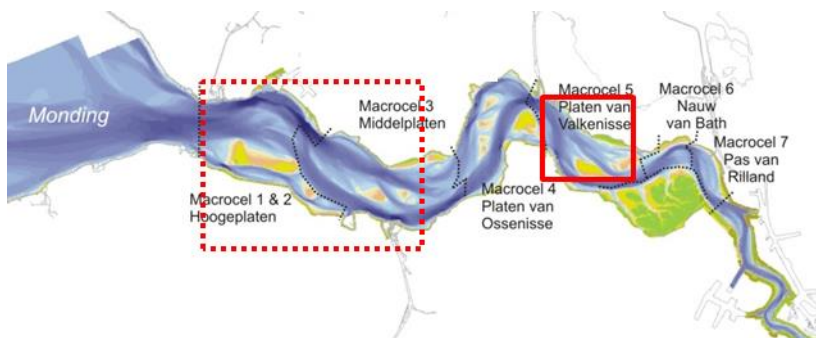 Monding
Macrocel 1 & 2
Hoogeplaten
Macrocel 3
Middelplaten
Macrocel 4
Platen van
Ossenisse
Macrocel 5
Platen van
Valkenisse
Macrocel 6
Nauw
van Bath
Macrocel 7
Pas van
Rilland